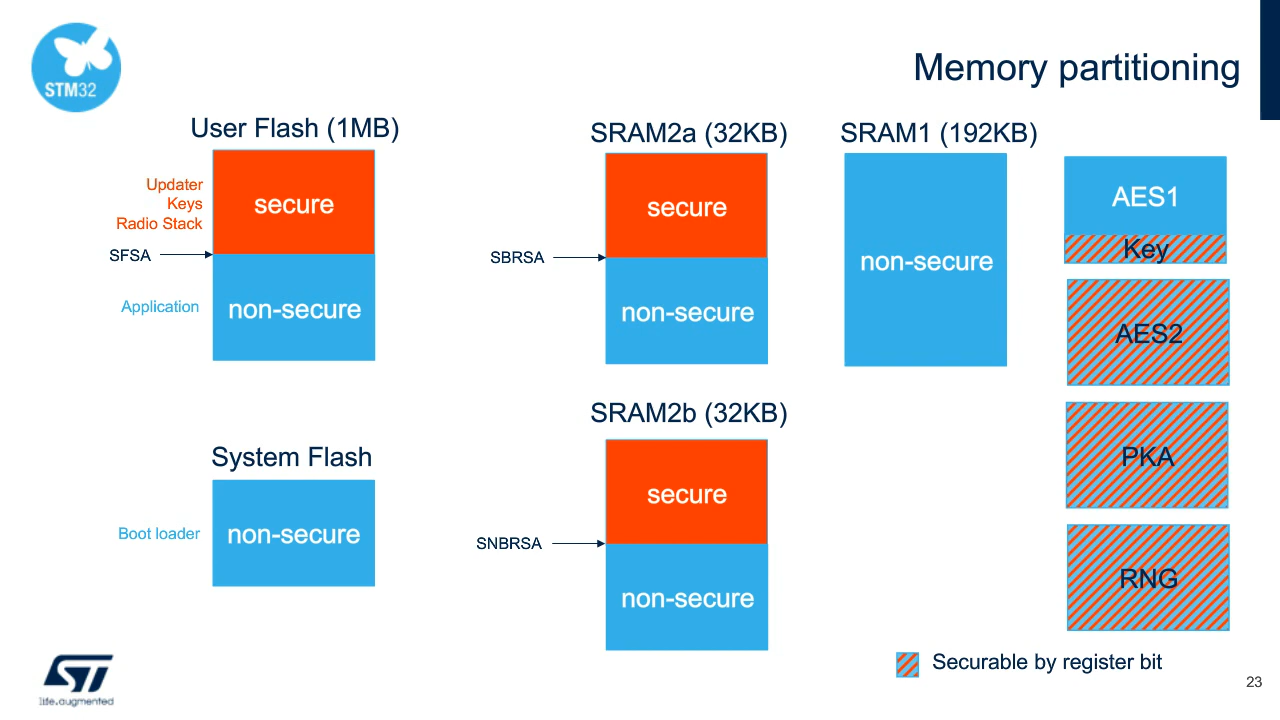 STM32
Memory partitioning
User Flash (1MB)
Updater
Keys
Radio Stack
secure
SFSA
Application
non-secure
SRAM2a (32KB)
secure
SBRSA
non-secure
SRAM1 (192KB)
non-secure
AES1
Key
AES2
PKA
RNG
System Flash
Boot loader
non-secure
SRAM2b (32KB)
secure
SNBRSA
non-secure
Securable by register bit
ST
life.augmented
23